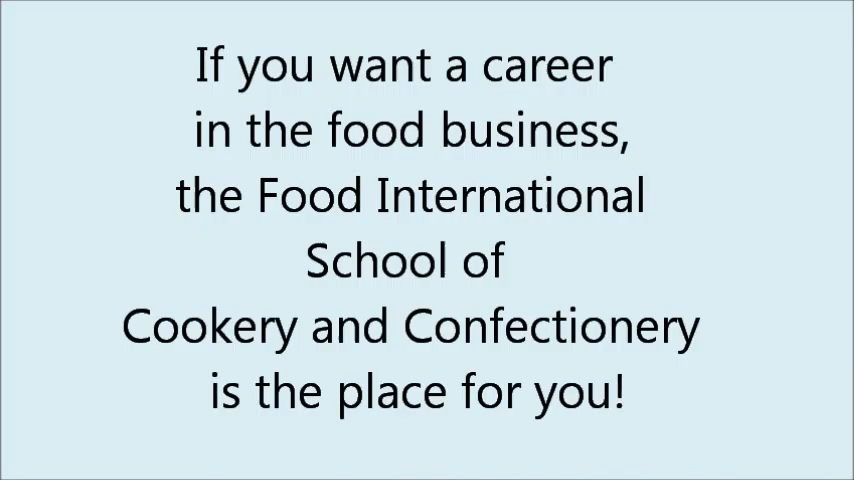 If you want a career
in the food business,
the Food International
School of
Cookery and Confectionery
is the place for you!